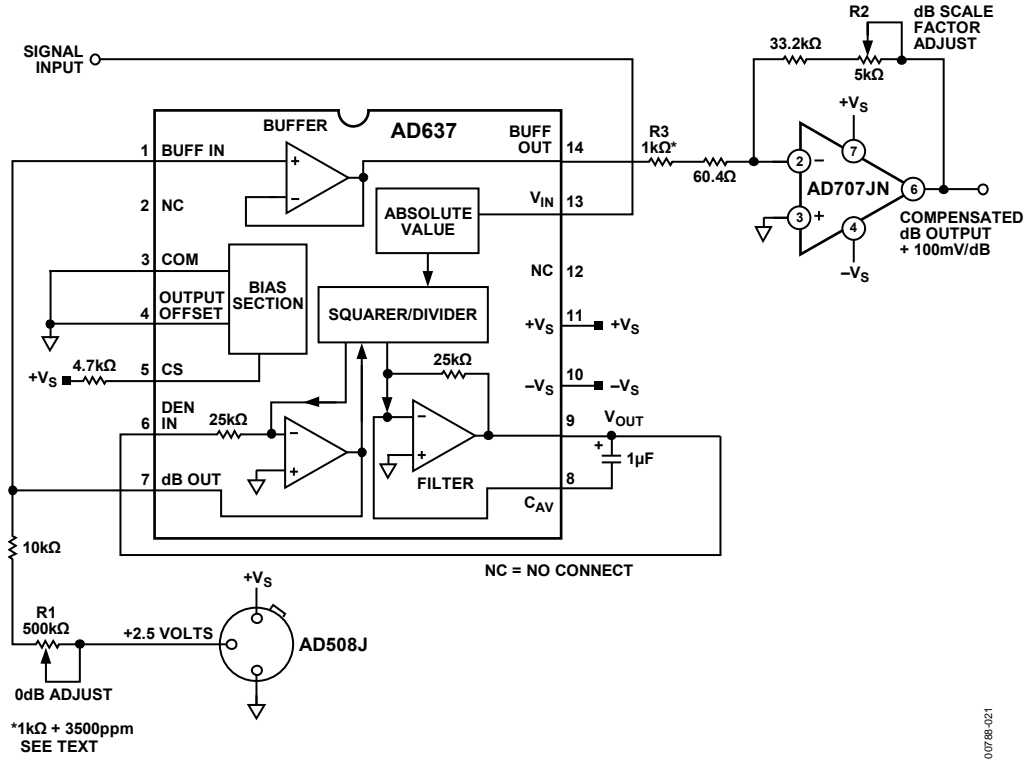 SIGNAL
INPUT
R2
dB SCALE
FACTOR
ADJUST
33.2kΩ
5kΩ
+VS
BUFFER
AD637
BUFF
OUT
14
R3
1kΩ*
60.4Ω
2
–
7
AD707JN
6
3
+
4
–VS
COMPENSATED
dB OUTPUT
+ 100mV/dB
1
BUFF IN
+
–
2
NC
ABSOLUTE
VALUE
VIN
13
3
COM
4
OUTPUT
OFFSET
BIAS
SECTION
NC
12
SQUARER/DIVIDER
+VS
11
+VS
+VS
4.7kΩ
5
CS
25kΩ
–VS
10
–VS
6
DEN
IN
25kΩ
–
+
–
+
FILTER
9
VOUT
+
1µF
8
CAV
7
dB OUT
10kΩ
NC = NO CONNECT
+VS
R1
500kΩ
+2.5 VOLTS
AD508J
0dB ADJUST
*1kΩ + 3500ppm
SEE TEXT
00788-021